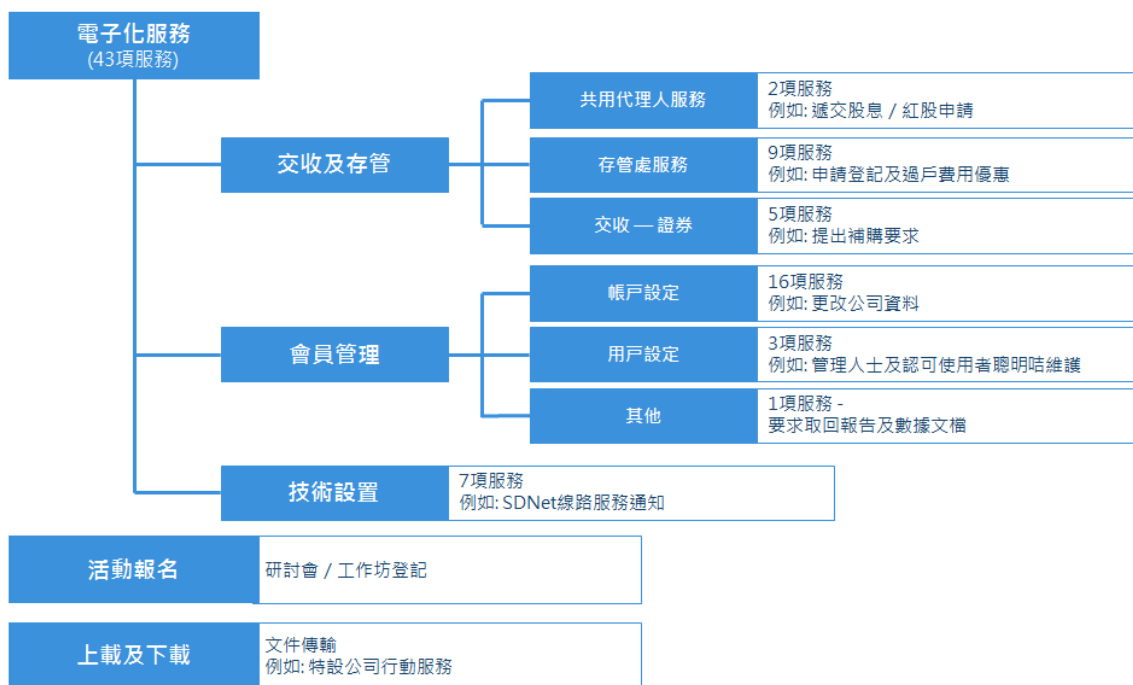 電子化服務
(43項服務)
交收及存管
共用代理人服務
2項服務
例如: 遞交股息 / 紅股申請
存管處服務
9項服務
例如: 申請登記及過戶費用優惠
交收 — 證券
5項服務
例如: 提出補購要求
會員管理
帳戶設定
16項服務
例如: 更改公司資料
用戶設定
3項服務
例如: 管理人士及認可使用者聰明咭維護
其他
1項服務 -
要求取回報告及數據文檔
技術設置
7項服務
例如: SDNet線路服務通知
活動報名
研討會 / 工作坊登記
上載及下載
文件傳輸
例如: 特設公司行動服務